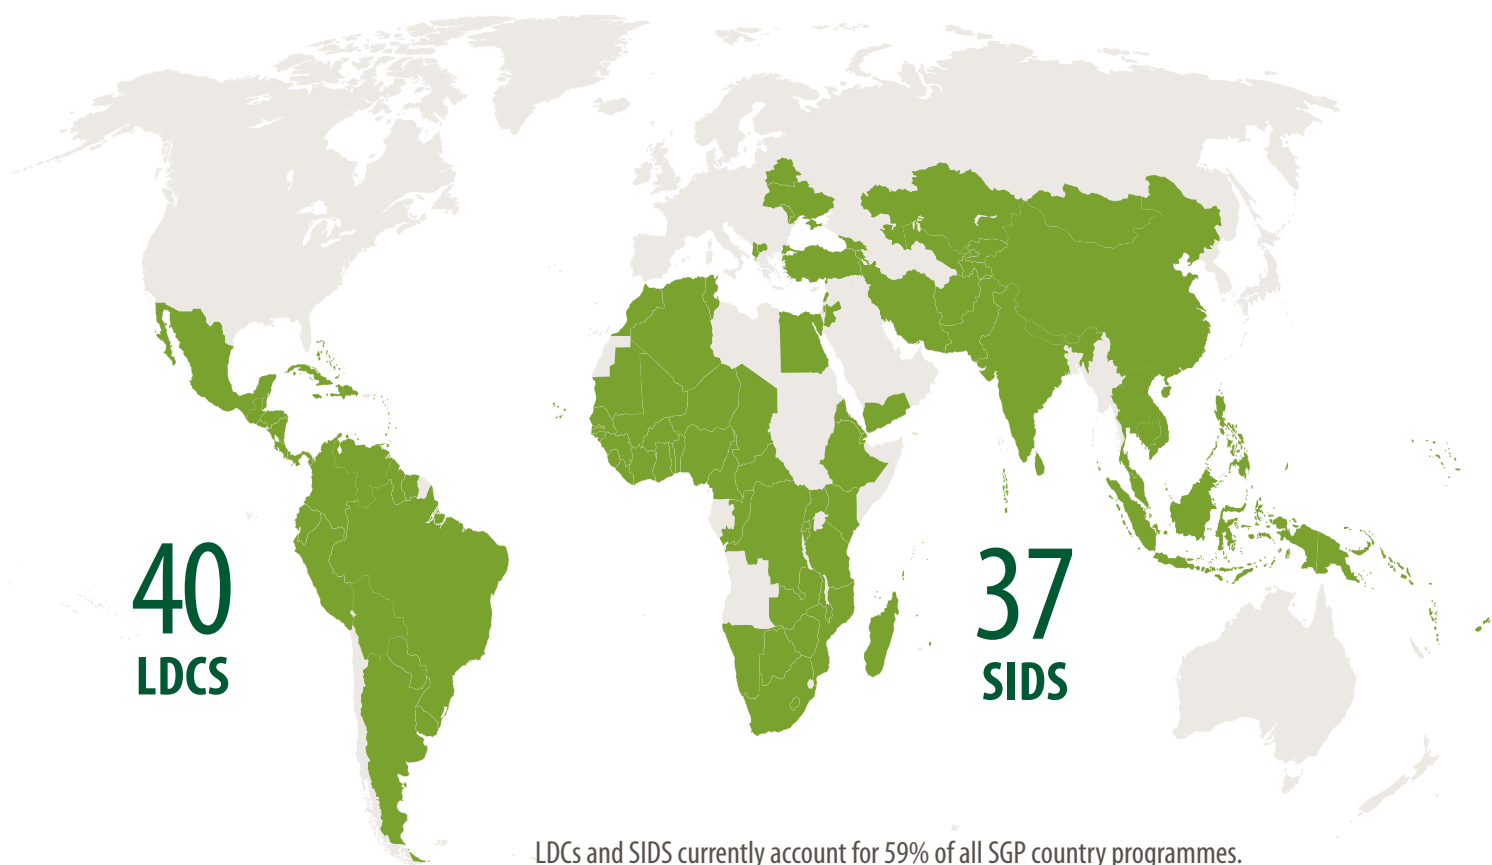 40
LDCS
37
SIDS
LDCs and SIDS currently account for 59% of all SGP country programmes.